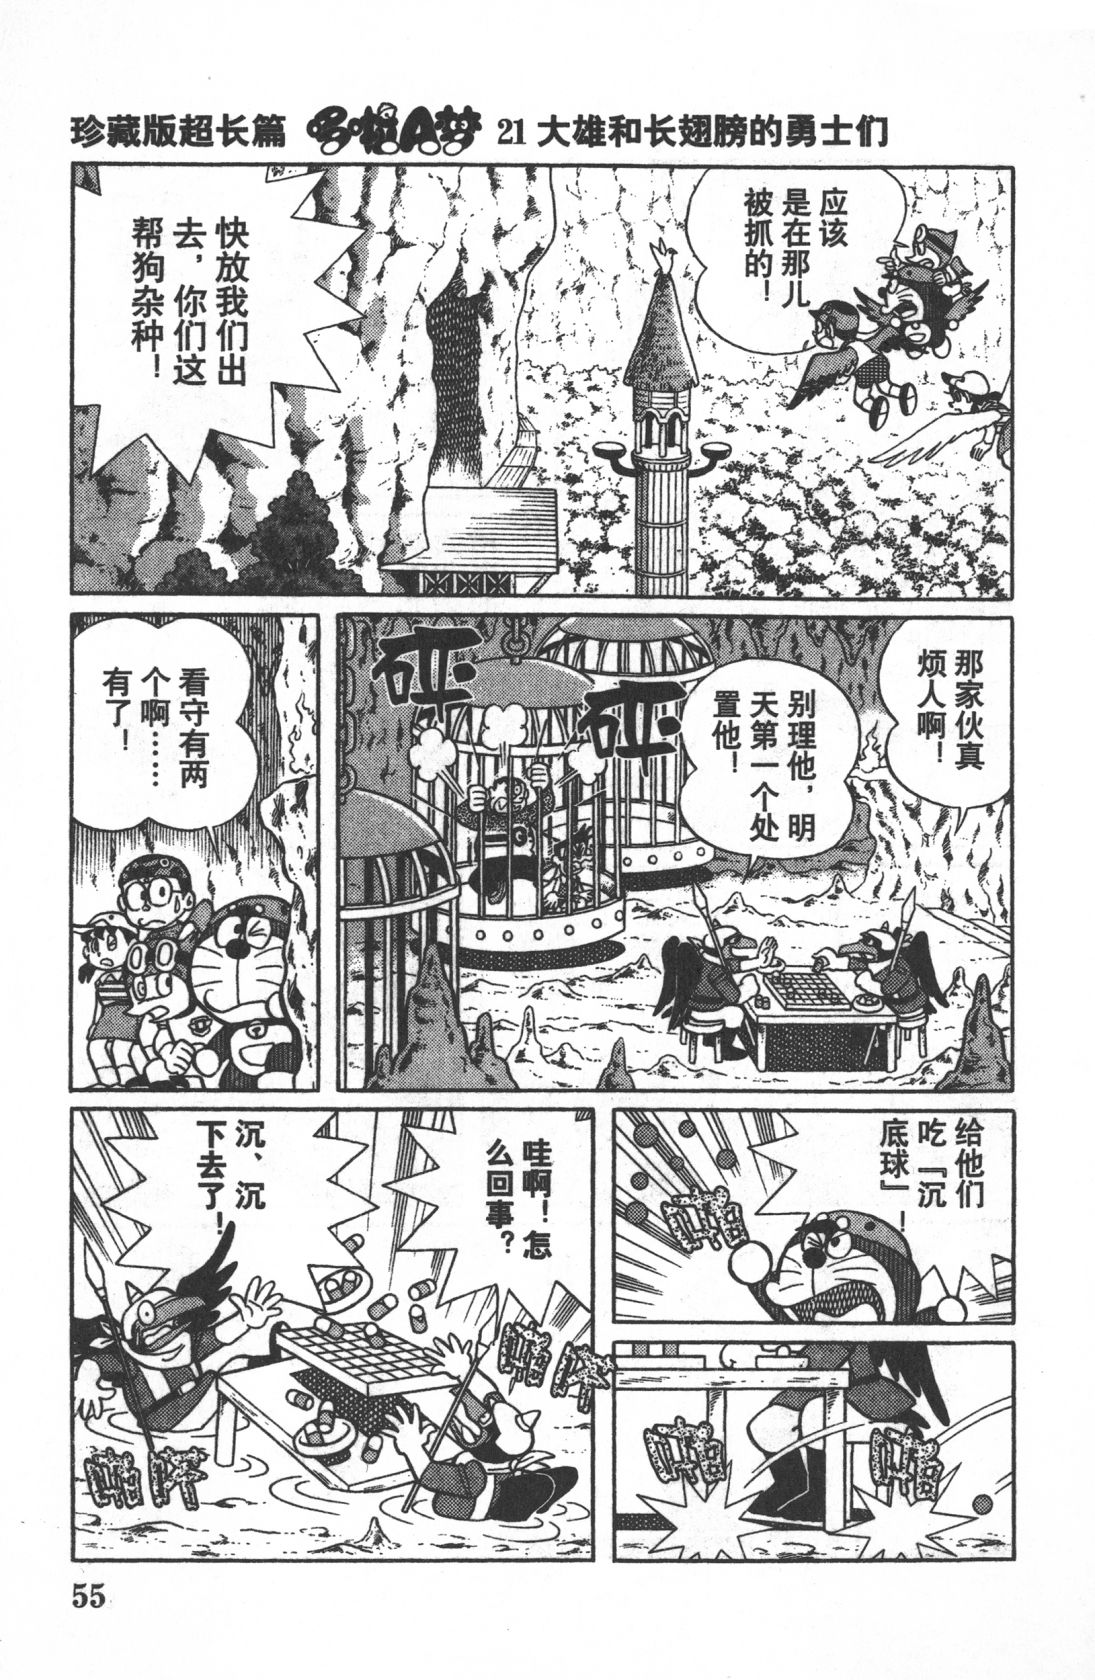 珍藏版超长篇 哆啦A梦 21 大雄和长翅膀的勇士们
应该
是在那儿
被抓的！
快放我们出
去，你们这
帮狗杂种！
那家伙真
烦人啊！
别理他，明
天第一个处
置他！
砰
砰
看守有两
个啊……
有了！
给他们
吃『沉
底球』！
啪
啪
啪
哇啊！怎
么回事？
沉、沉
下去了！
55